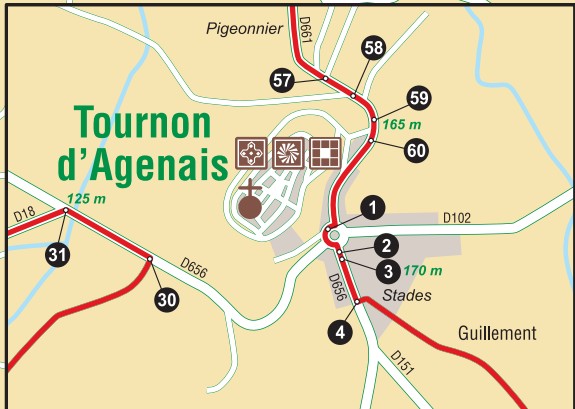 D661
Pigeonnier
58
57
59
165 m
Tournon
d'Agenais
60
125 m
1
D102
D18
31
2
3
170 m
D656
30
D656
Stades
4
Guillement
D151